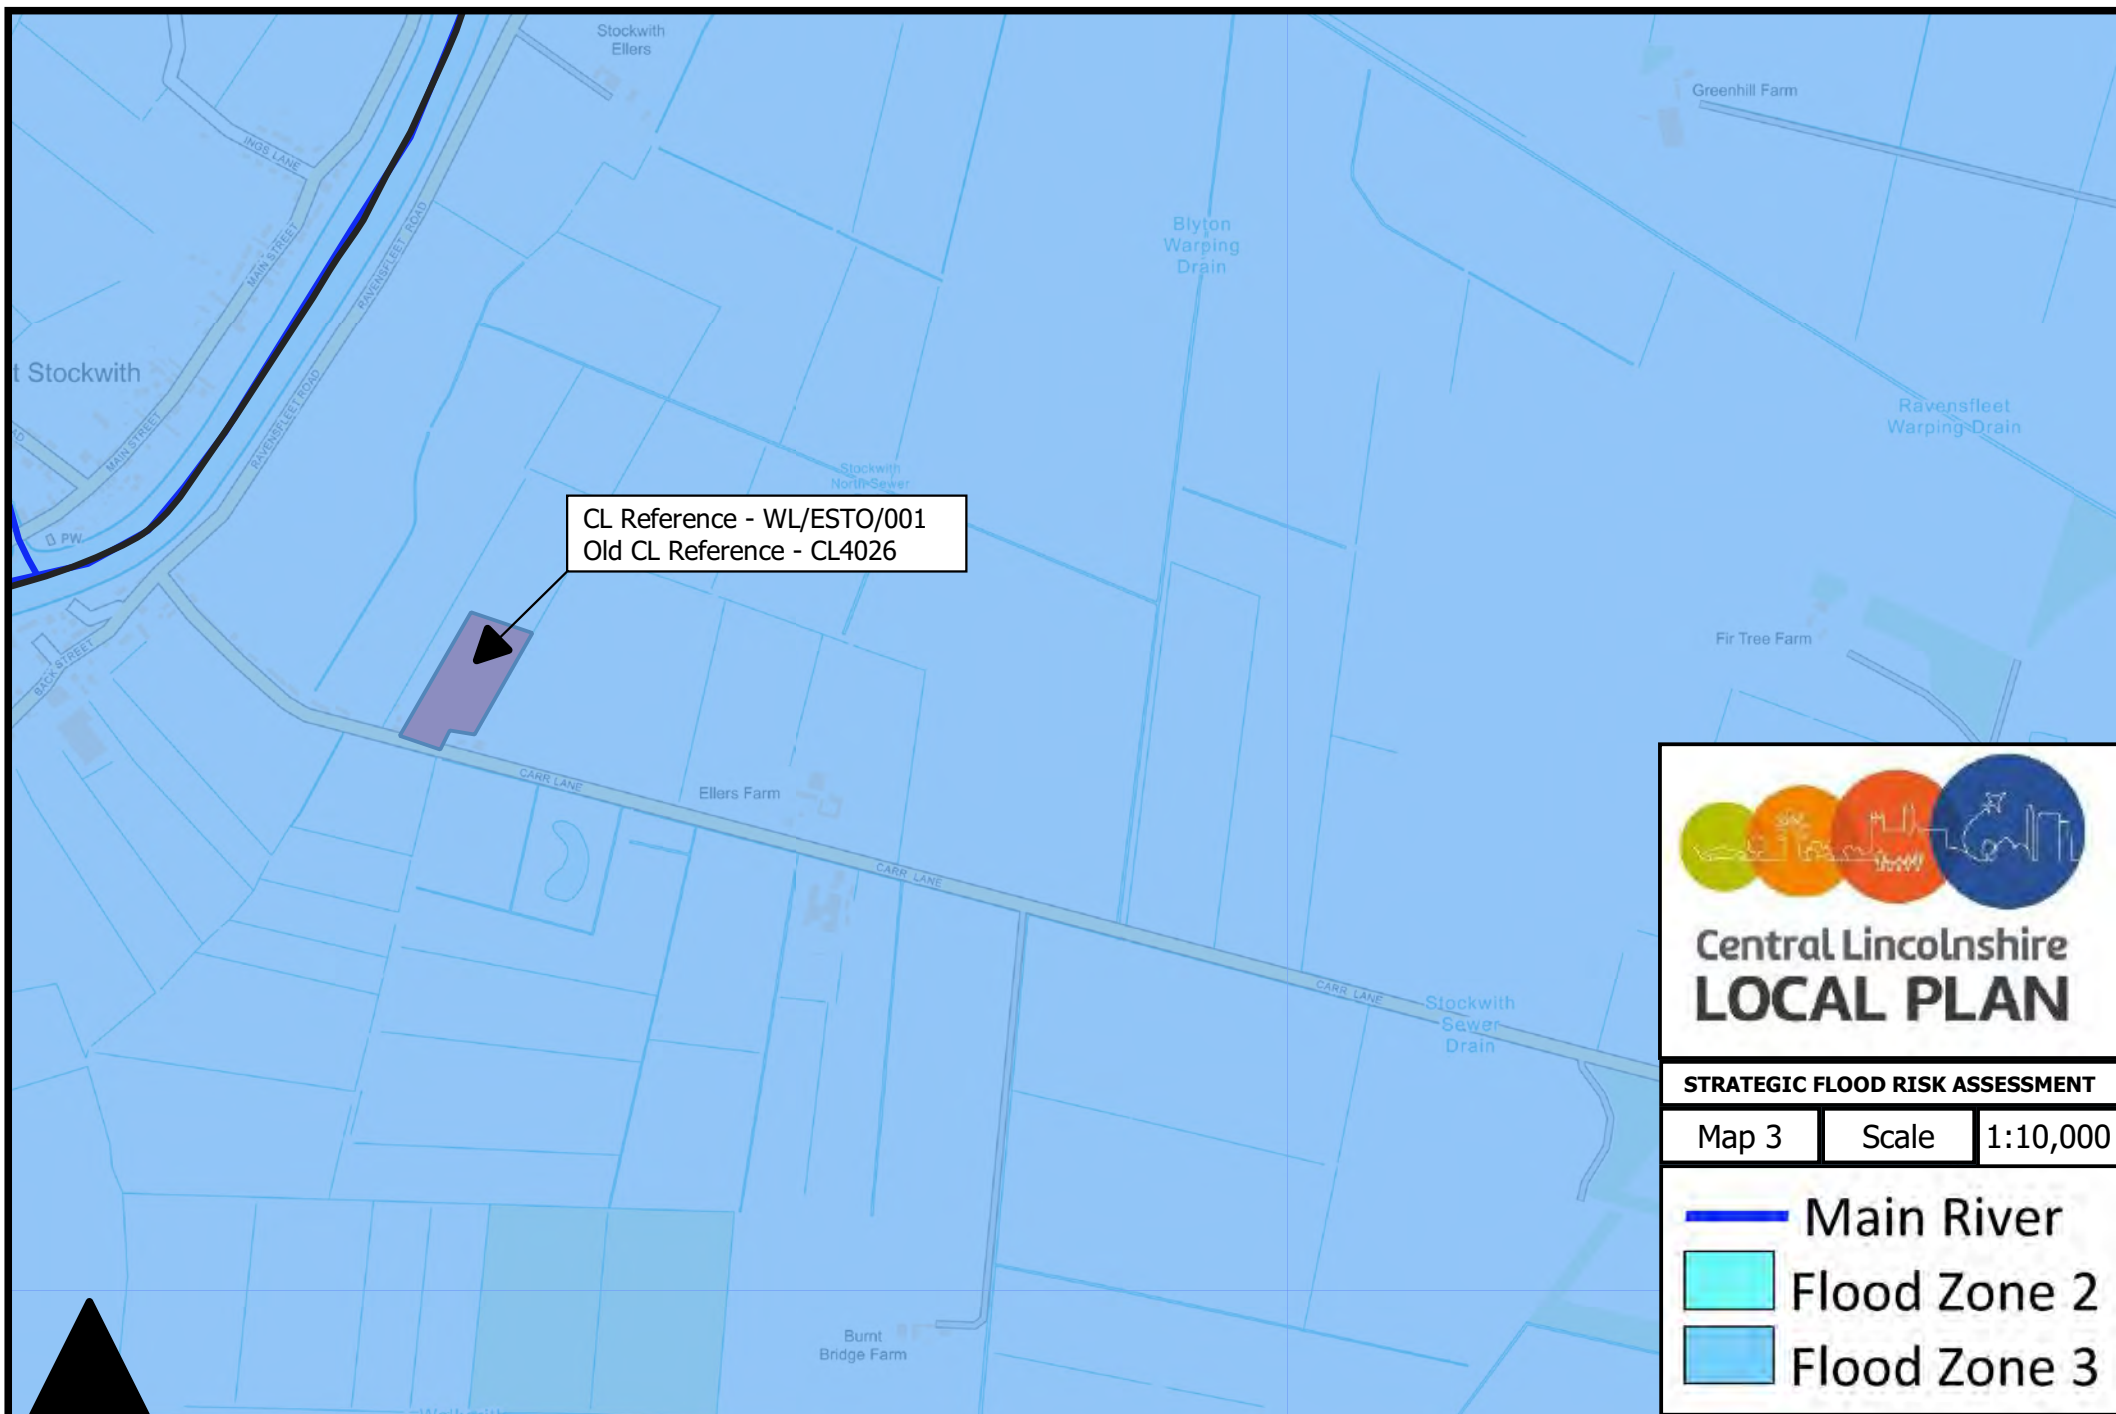 Stockwith
Ellers
Greenhill Farm
INGS LANE
MAIN STREET
RAVENSFLEET ROAD
Blyton
Warping
Drain
t Stockwith
RAVENSFLEET ROAD
MAIN STREET
AD
Ravensfleet
Warping Drain
Stockwith
North Sewer
CL Reference - WL/ESTO/001
Old CL Reference - CL4026
PW
BACK STREET
Fir Tree Farm
CARR LANE
Ellers Farm
CARR LANE
CARR LANE
Stockwith
Sewer
Drain
Burnt
Bridge Farm
Central Lincolnshire
LOCAL PLAN
STRATEGIC FLOOD RISK ASSESSMENT
Map 3
Scale
1:10,000
Main River
Flood Zone 2
Flood Zone 3